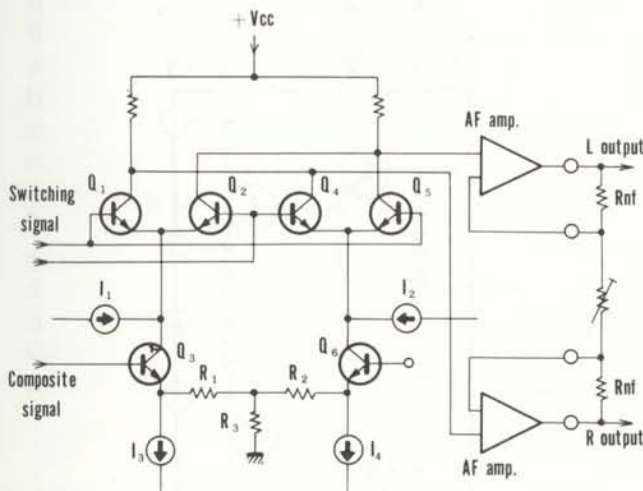 + Vcc
AF amp.
L output
Q1
Q2
Q4
Q5
Rnf
Switching
signal
I1
I2
Q3
Q6
Composite
signal
R1
R2
R3
Rnf
R output
I3
I4
AF amp.